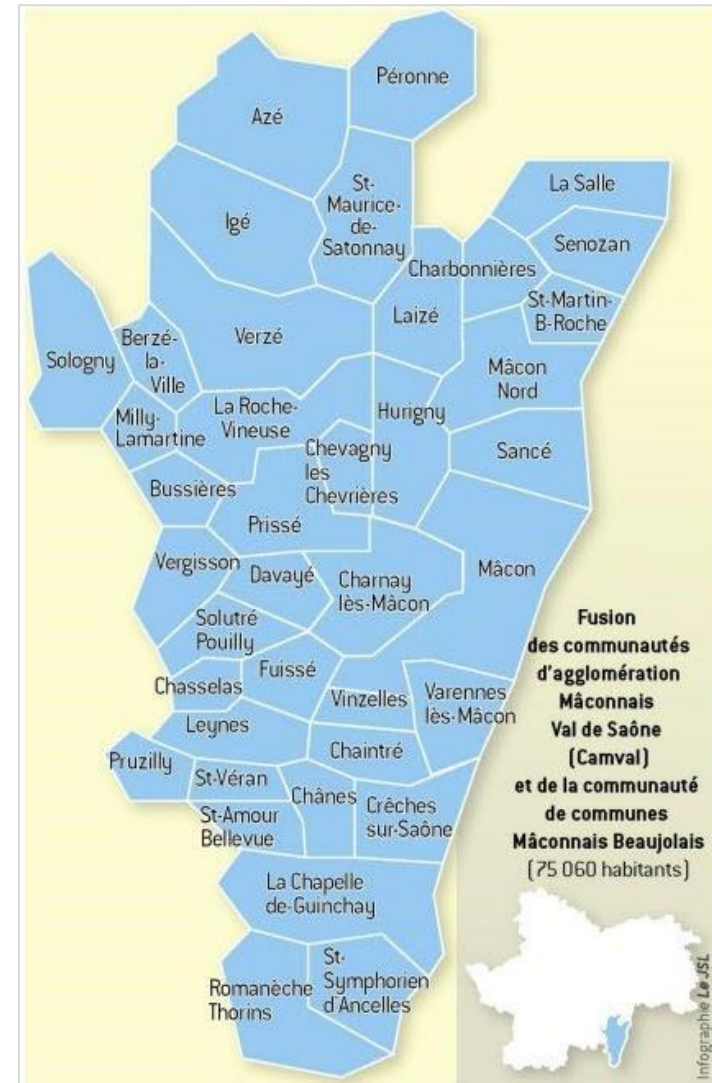 Péronne
Azé
St-
Maurice-
de-
Satonnay
La Salle
Igé
Senozan
Charbonnières
St-Martin-
B-Roche
Laizé
Verzé
Berzé-
la-
Ville
Sologny
Mâcon
Nord
La Roche-
Vineuse
Hurigny
Milly-
Lamartine
Chevagny
les
Chevrières
Sancé
Bussières
Prissé
Vergisson
Davayé
Charnay
lès-Mâcon
Mâcon
Solutré
Pouilly
Fuissé
Chasselas
Vinzelles
Varennes
lès-Mâcon
Leynes
Chaintré
Pruzilly
St-Véran
Chânes
Crêches
sur-Saône
St-Amour
Bellevue
La Chapelle
de-Guinchay
St-
Symphorien
d'Ancelles
Romanèche
Thorins
Fusion
des communautés
d'agglomération
Mâconnais
Val de Saône
(Camval)
et de la communauté
de communes
Mâconnais Beaujolais
(75 060 habitants)
Infographie Le JSL